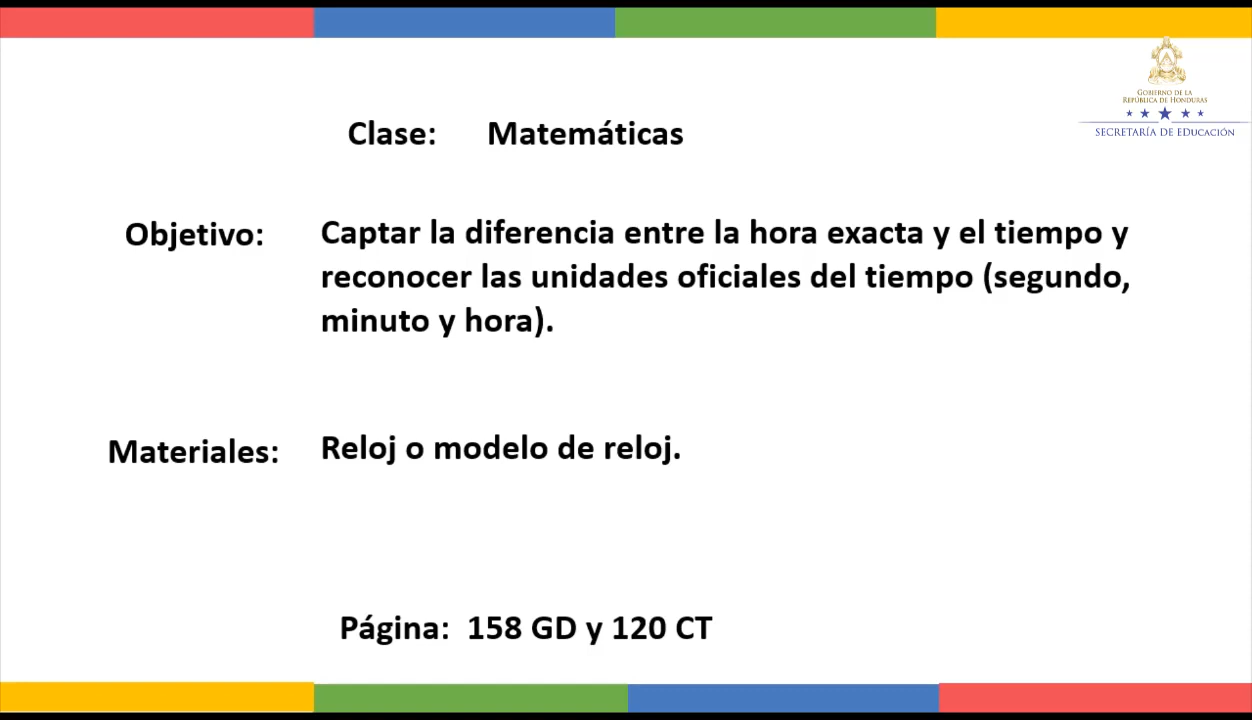 GOBIERNO DE LA
REPÚBLICA DE HONDURAS
SECRETARÍA DE EDUCACIÓN
Clase: Matemáticas
Objetivo: Captar la diferencia entre la hora exacta y el tiempo y
reconocer las unidades oficiales del tiempo (segundo,
minuto y hora).
Materiales: Reloj o modelo de reloj.
Página: 158 GD y 120 CT